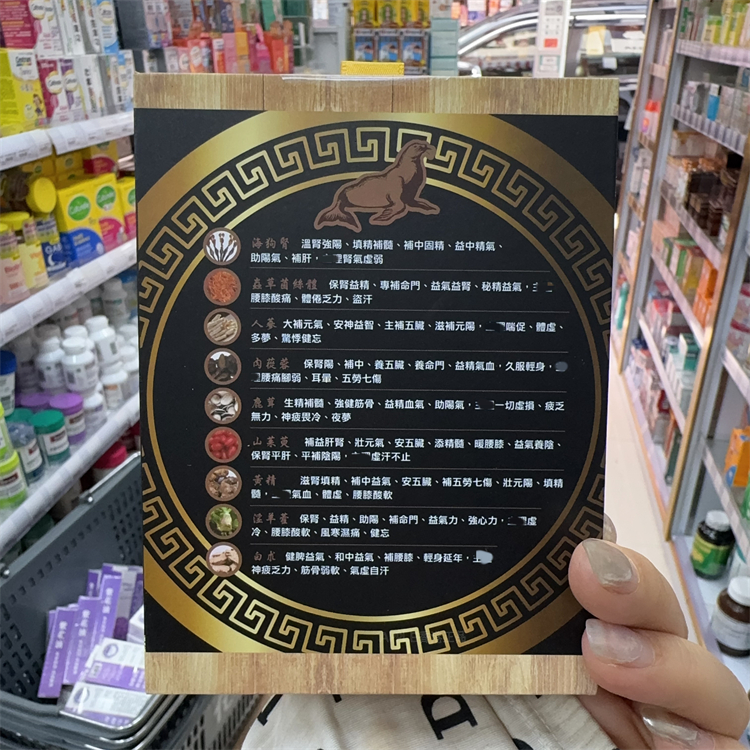 海狗腎 溫腎強陽、填精補髓、補中固精、益中精氣、
助陽氣、補肝,腎氣虛弱
蟲草菌絲體 保腎益精、專補命門、益氣益腎、秘精益氣,主
腰膝酸痛、體倦乏力、盜汗
人蔘 大補元氣、安神益智、主補五臟、滋補元陽,喘促、體虛、
多夢、驚悸健忘
肉蓯蓉 保腎陽、補中、養五臟、養命門、益精氣血,久服輕身,
腰痛腳弱、耳暈、五勞七傷
鹿茸 生精補髓、強健筋骨、益精血氣、助陽氣,主一切虛損、疲乏
無力、神疲畏冷、夜夢
山茱萸 補益肝腎、壯元氣、安五臟、添精髓、暖腰膝、益氣養陰、
保腎平肝、平補陰陽,虛汗不止
黃精 滋腎填精、補中益氣、安五臟、補五勞七傷、壯元陽、填精
髓,氣血、體虛、腰膝酸軟
淫羊藿 保腎、益精、助陽、補命門、益氣力、強心力,虛
冷、腰膝酸軟、風寒濕痛、健忘
白朮 健脾益氣、和中益氣、補腰膝、輕身延年,主
神疲乏力、筋骨弱軟、氣虛自汗
Centrum
D